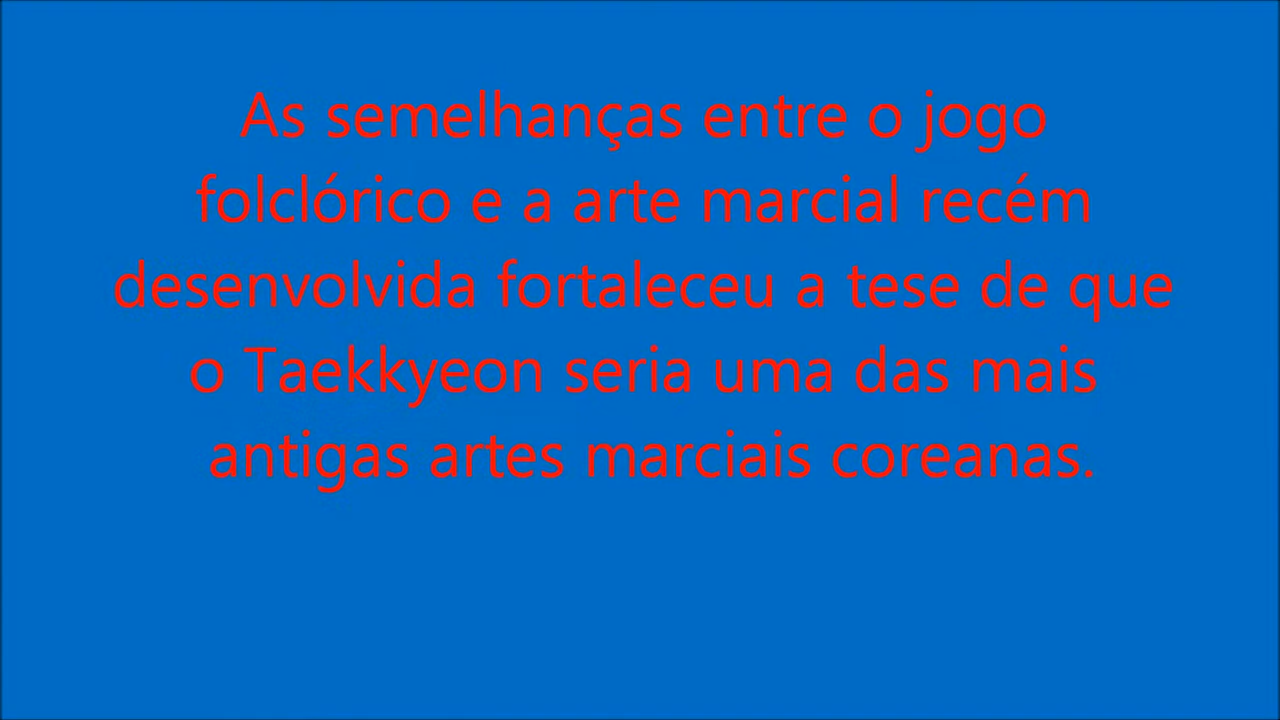 As semelhanças entre o jogo
folclórico e a arte marcial recém
desenvolvida fortaleceu a tese de que
o Taekkyeon seria uma das mais
antigas artes marciais coreanas.